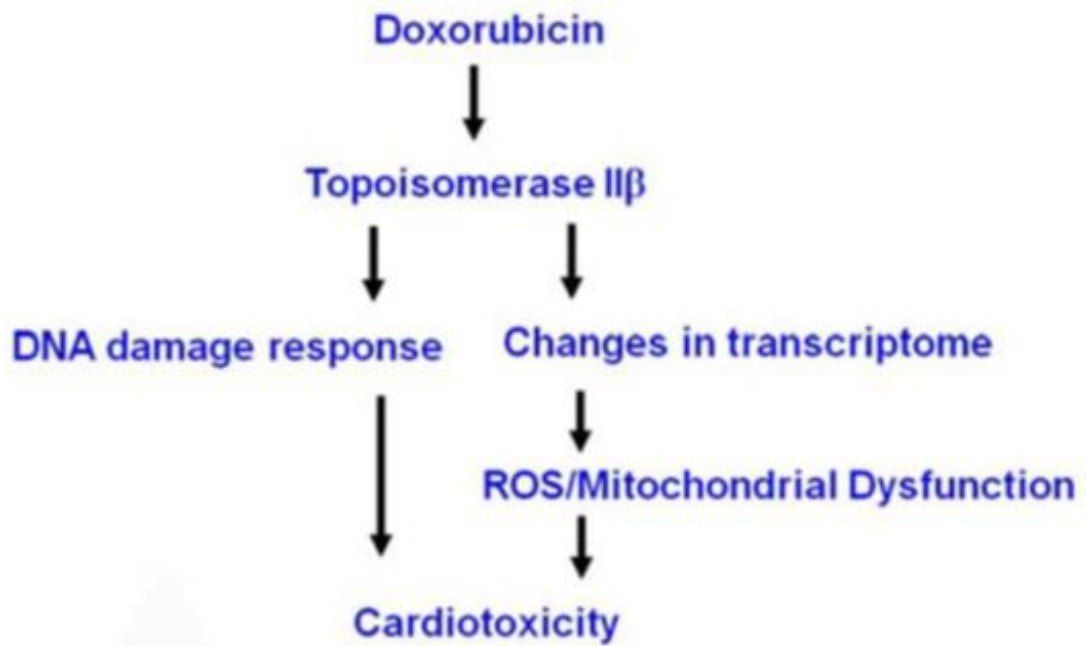 Doxorubicin
Topoisomerase IIβ
DNA damage response
Changes in transcriptome
ROS/Mitochondrial Dysfunction
Cardiotoxicity